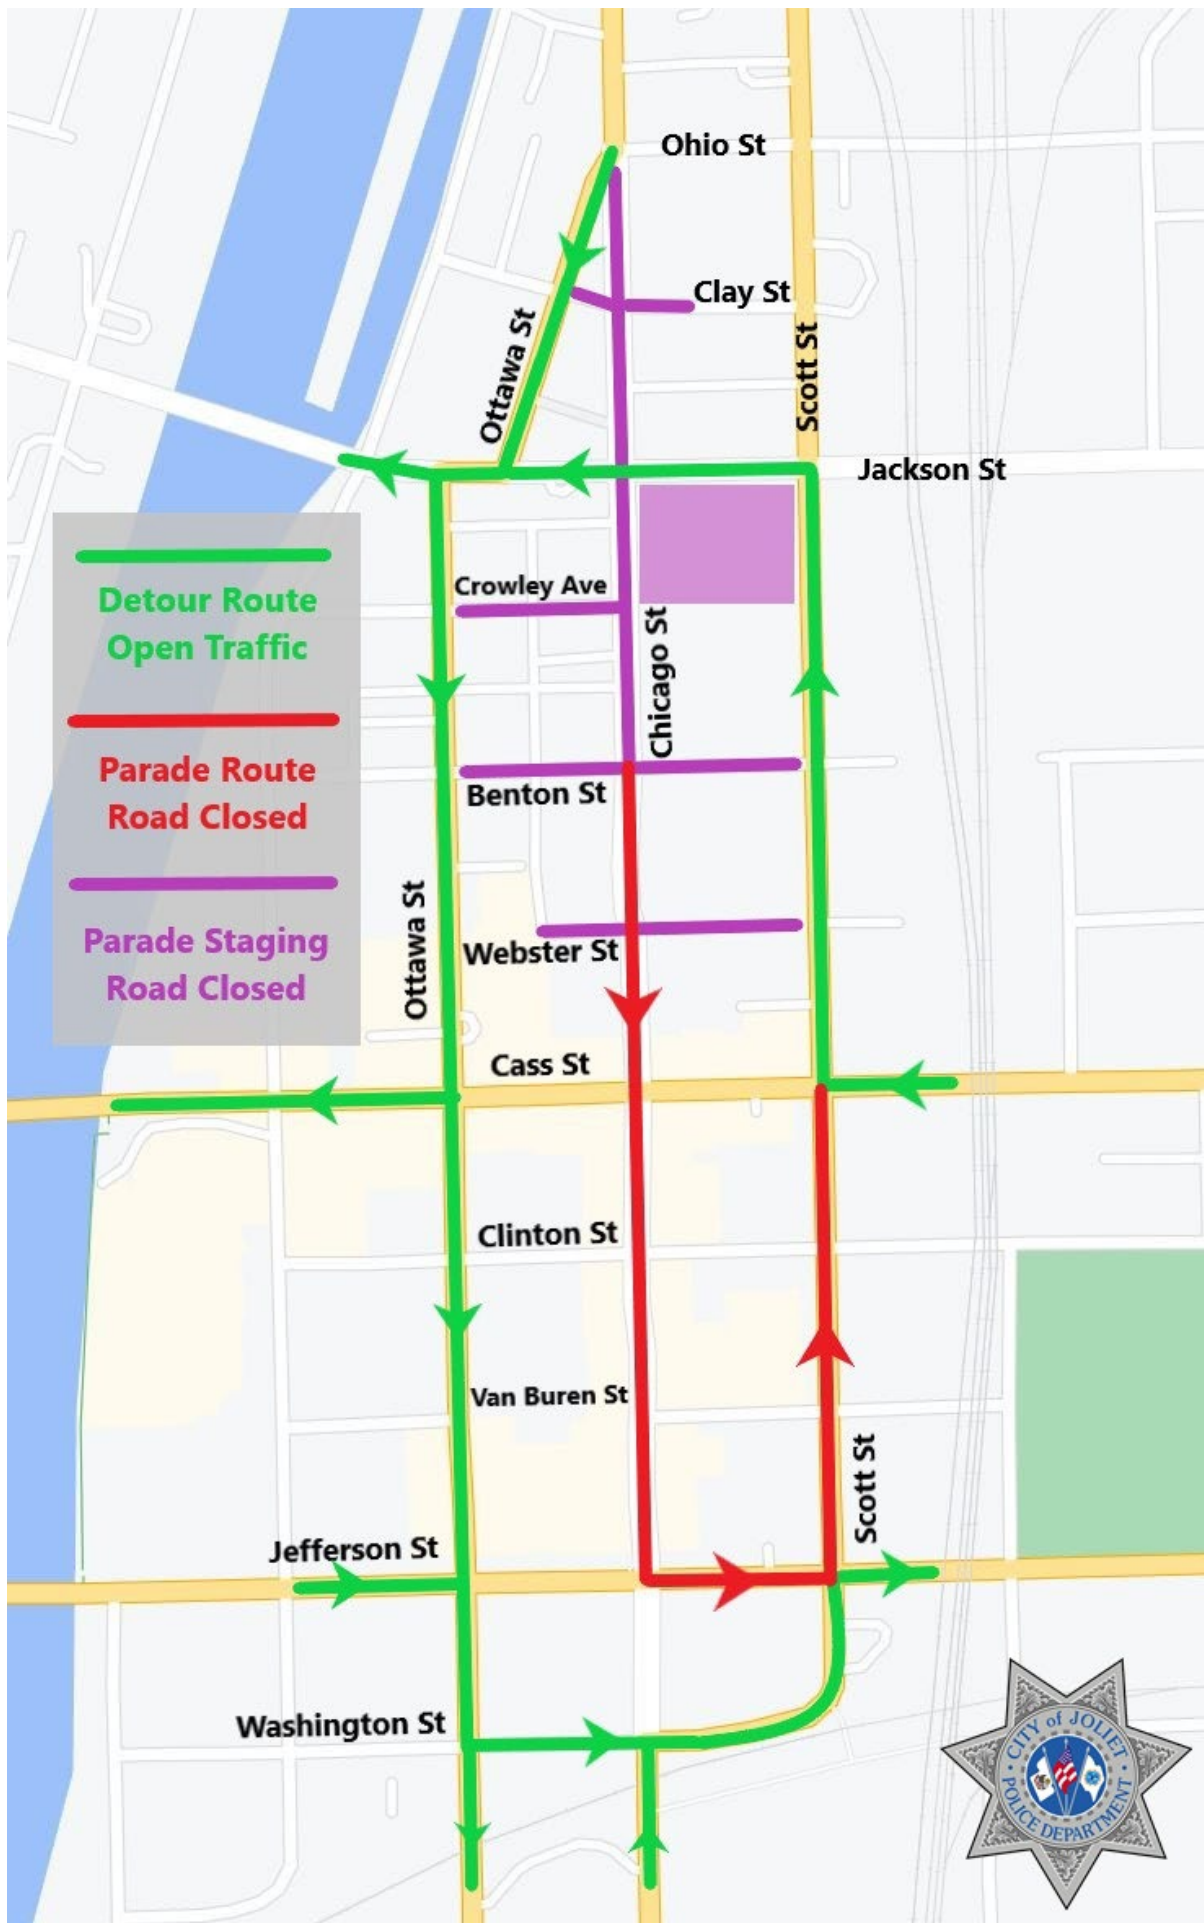 Ohio St
Clay St
Scott St
Ottawa St
Jackson St
Detour Route
Open Traffic
Crowley Ave
Chicago St
Parade Route
Road Closed
Benton St
Ottawa St
Parade Staging
Road Closed
Webster St
Cass St
Clinton St
Van Buren St
Scott St
Jefferson St
Washington St
CITY of JOLIET
POLICE DEPARTMENT